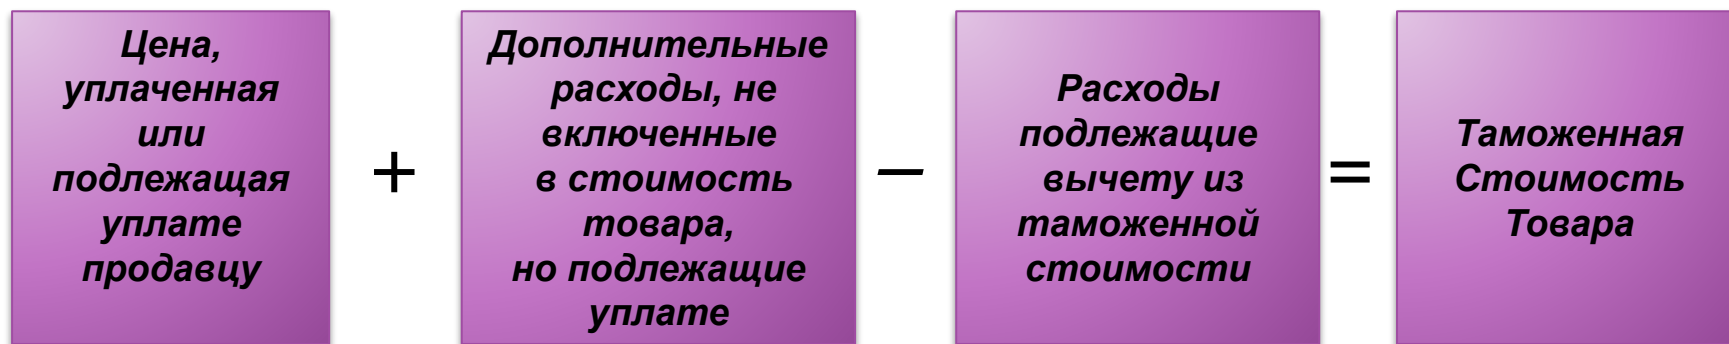 Цена,
уплаченная
или
подлежащая
уплате
продавцу
+
Дополнительные
расходы, не
включенные
в стоимость
товара,
но подлежащие
уплате
−
Расходы
подлежащие
вычету из
таможенной
стоимости
=
Таможенная
Стоимость
Товара